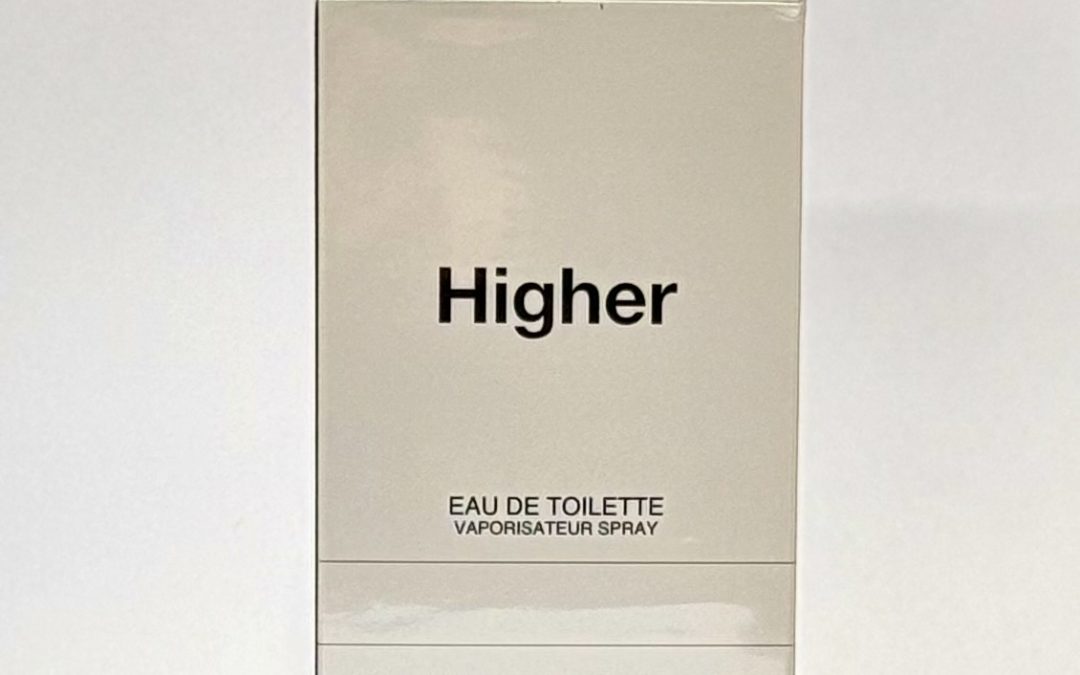 Higher
EAU DE TOILETTE
VAPORISATEUR SPRAY